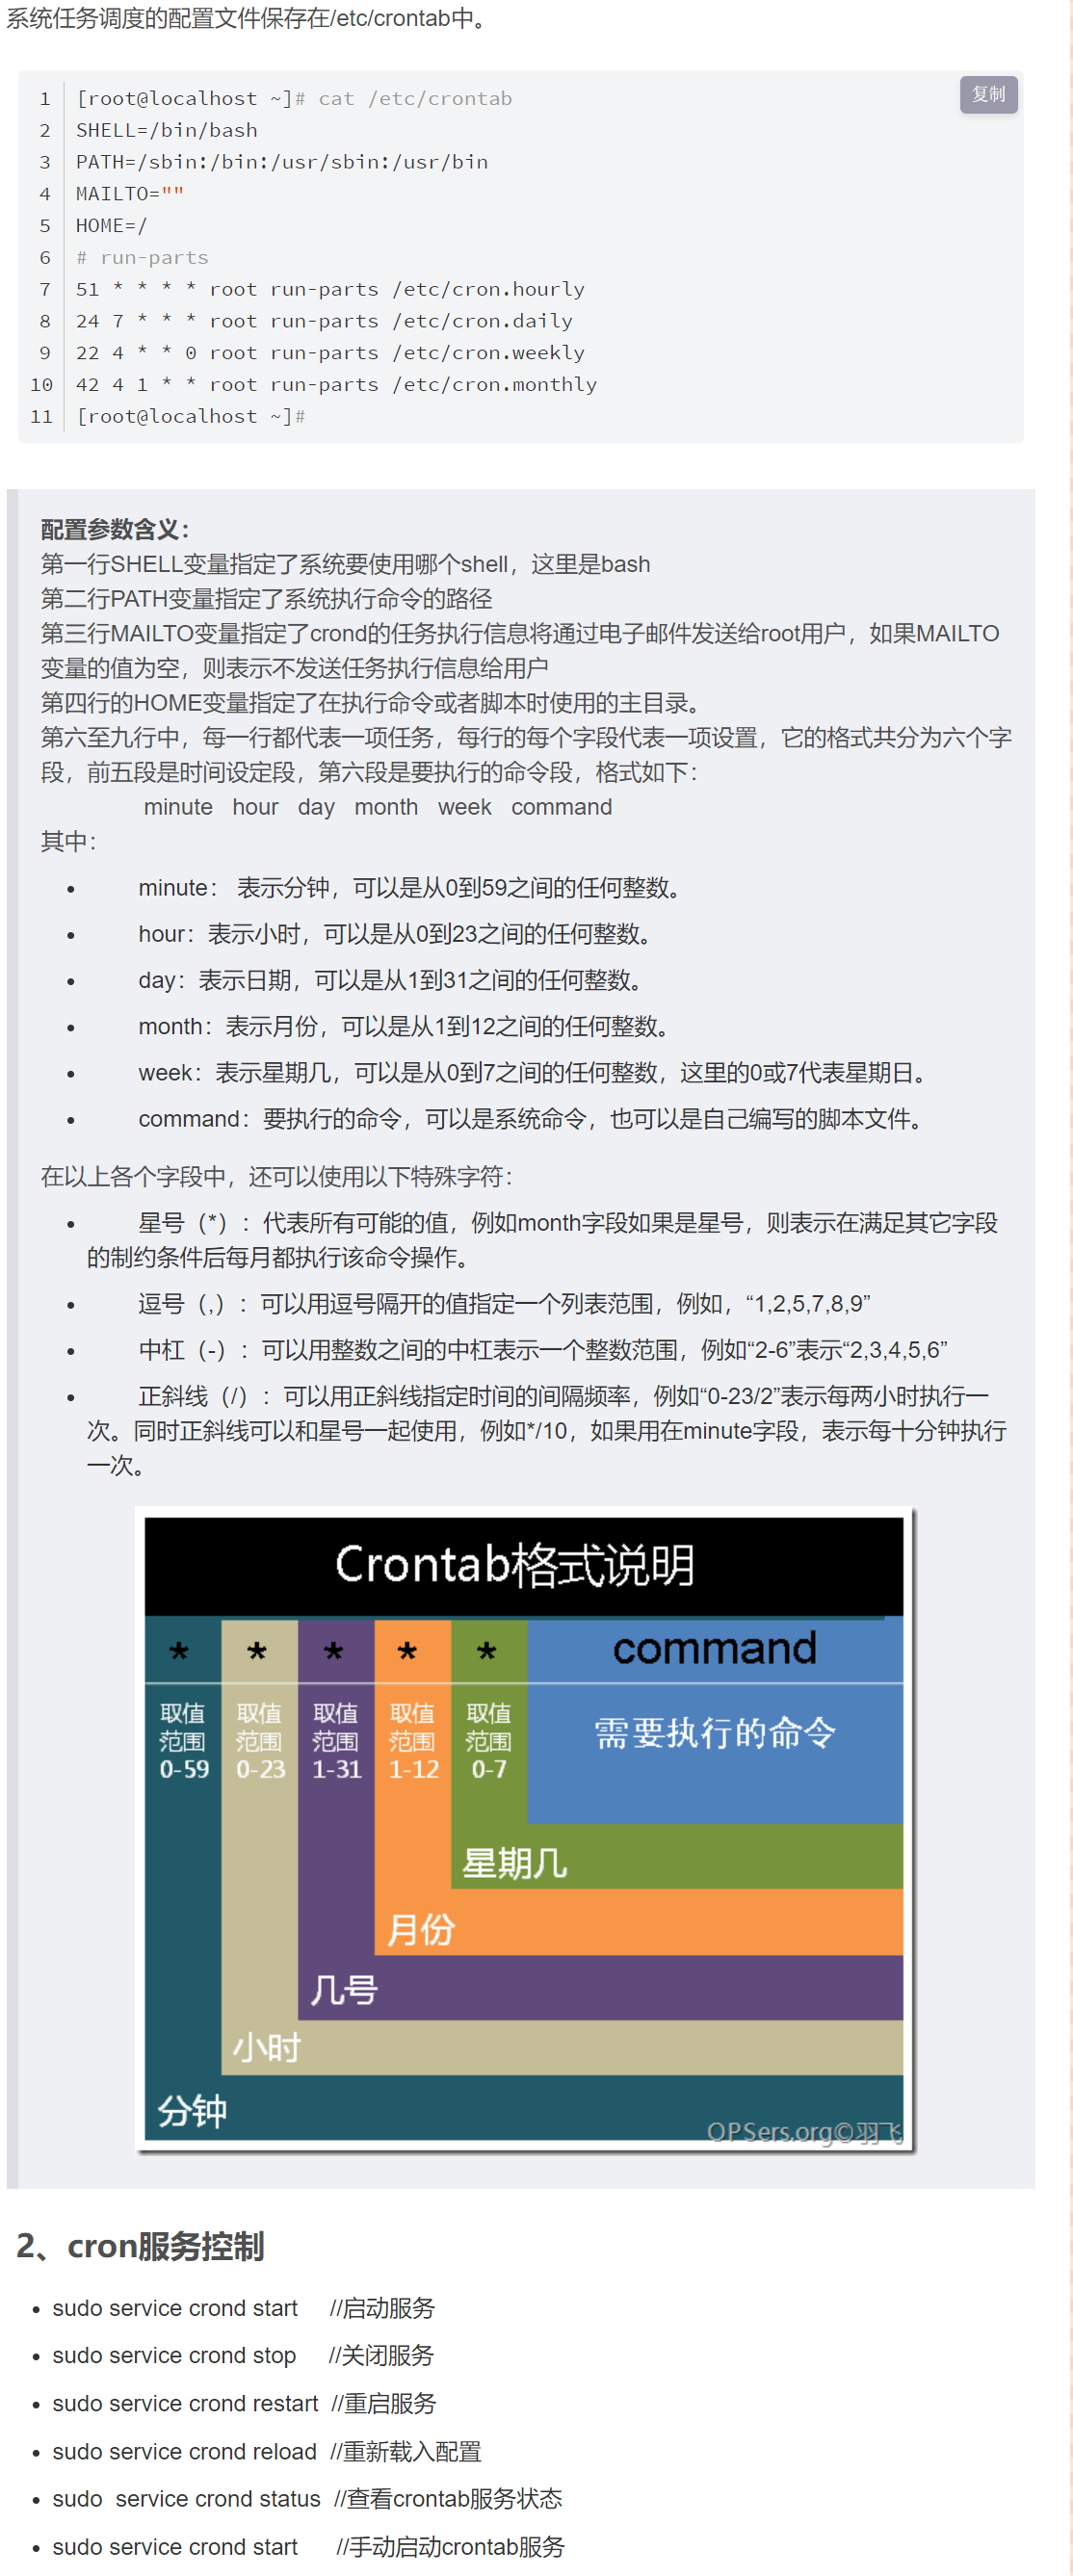 系统任务调度的配置文件保存在/etc/crontab中。
复制
1 [root@localhost ~]# cat /etc/crontab
2 SHELL=/bin/bash
3 PATH=/sbin:/bin:/usr/sbin:/usr/bin
4 MAILTO=""
5 HOME=/
6 # run-parts
7 51 * * * * root run-parts /etc/cron.hourly
8 24 7 * * * root run-parts /etc/cron.daily
9 22 4 * * 0 root run-parts /etc/cron.weekly
10 42 4 1 * * root run-parts /etc/cron.monthly
11 [root@localhost ~]#
配置参数含义：
第一行SHELL变量指定了系统要使用哪个shell，这里是bash
第二行PATH变量指定了系统执行命令的路径
第三行MAILTO变量指定了crond的任务执行信息将通过电子邮件发送给root用户，如果MAILTO
变量的值为空，则表示不发送任务执行信息给用户
第四行的HOME变量指定了在执行命令或者脚本时使用的主目录。
第六至九行中，每一行都代表一项任务，每行的每个字段代表一项设置，它的格式共分为六个字
段，前五段是时间设定段，第六段是要执行的命令段，格式如下：
minute hour day month week command
其中：
• minute： 表示分钟，可以是从0到59之间的任何整数。
• hour：表示小时，可以是从0到23之间的任何整数。
• day：表示日期，可以是从1到31之间的任何整数。
• month：表示月份，可以是从1到12之间的任何整数。
• week：表示星期几，可以是从0到7之间的任何整数，这里的0或7代表星期日。
• command：要执行的命令，可以是系统命令，也可以是自己编写的脚本文件。
在以上各个字段中，还可以使用以下特殊字符：
• 星号（*）：代表所有可能的值，例如month字段如果是星号，则表示在满足其它字段
的制约条件后每月都执行该命令操作。
• 逗号（,）：可以用逗号隔开的值指定一个列表范围，例如，“1,2,5,7,8,9”
• 中杠（-）：可以用整数之间的中杠表示一个整数范围，例如“2-6”表示“2,3,4,5,6”
• 正斜线（/）：可以用正斜线指定时间的间隔频率，例如“0-23/2”表示每两小时执行一
次。同时正斜线可以和星号一起使用，例如*/10，如果用在minute字段，表示每十分钟执行
一次。
Crontab格式说明
* * * * * command
取值 取值 取值 取值 取值
范围 范围 范围 范围 范围
0-59 0-23 1-31 1-12 0-7
需要执行的命令
星期几
月份
几号
小时
分钟
OPSers.org©羽飞
2、cron服务控制
• sudo service crond start //启动服务
• sudo service crond stop //关闭服务
• sudo service crond restart //重启服务
• sudo service crond reload //重新载入配置
• sudo service crond status //查看crontab服务状态
• sudo service crond start //手动启动crontab服务